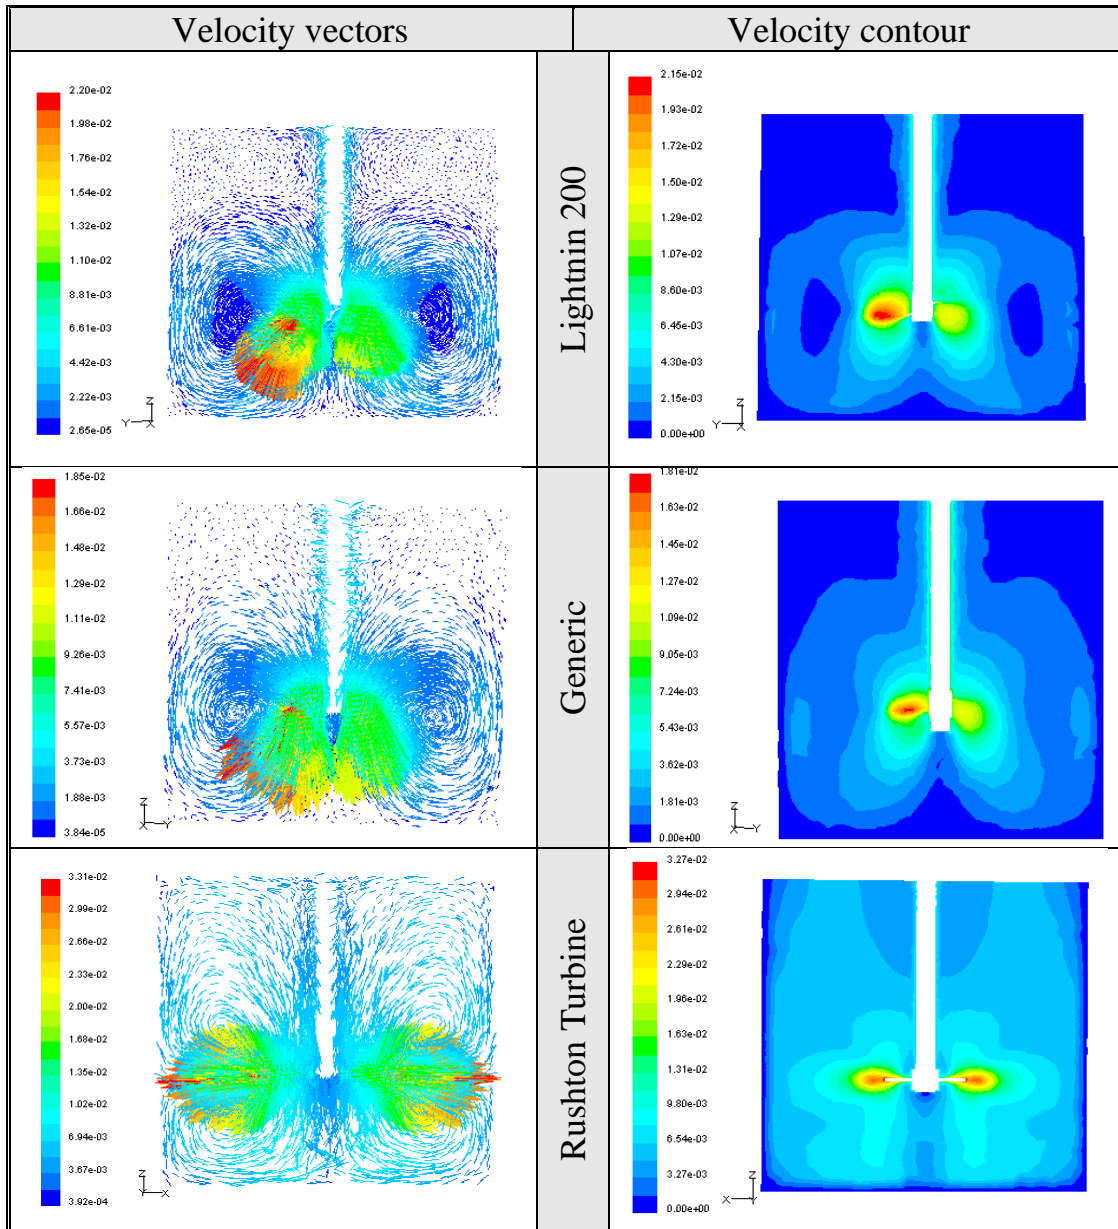 Velocity vectors
Velocity contour
2.20e-02
1.98e-02
1.76e-02
1.54e-02
1.32e-02
1.10e-02
8.81e-03
6.61e-03
4.42e-03
2.22e-03
2.65e-05
Z
Y
X
Lightnin 200
2.15e-02
1.93e-02
1.72e-02
1.50e-02
1.29e-02
1.07e-02
8.60e-03
6.45e-03
4.30e-03
2.15e-03
0.00e+00
Z
Y
X
1.85e-02
1.66e-02
1.48e-02
1.29e-02
1.11e-02
9.26e-03
7.41e-03
5.57e-03
3.73e-03
1.88e-03
3.84e-05
Z
X
Y
Generic
1.81e-02
1.63e-02
1.45e-02
1.27e-02
1.09e-02
9.05e-03
7.24e-03
5.43e-03
3.62e-03
1.81e-03
0.00e+00
Z
X
Y
3.31e-02
2.99e-02
2.66e-02
2.33e-02
2.00e-02
1.68e-02
1.35e-02
1.02e-02
6.94e-03
3.67e-03
3.92e-04
Z
Y
X
Rushton Turbine
3.27e-02
2.94e-02
2.61e-02
2.29e-02
1.96e-02
1.63e-02
1.31e-02
9.80e-03
6.54e-03
3.27e-03
0.00e+00
Z
X
Y